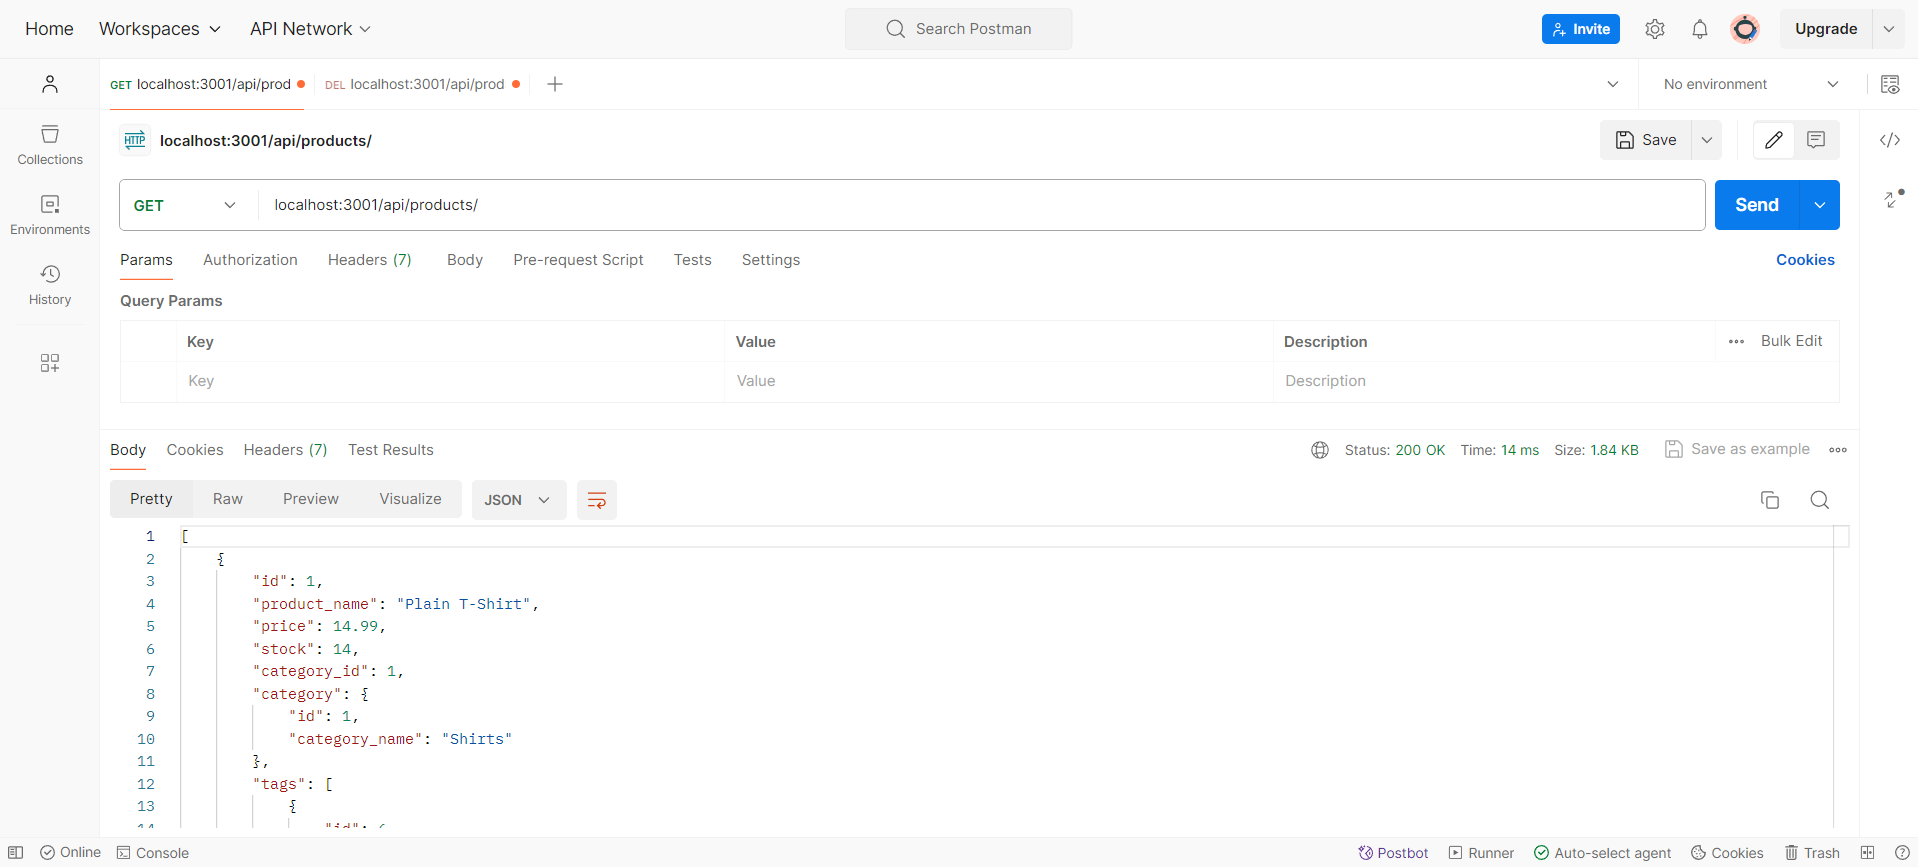 Home Workspaces API Network Search Postman Invite Upgrade
GET localhost:3001/api/prod DEL localhost:3001/api/prod No environment
HTTP localhost:3001/api/products/ Save
Collections
GET localhost:3001/api/products/ Send
Environments
Params Authorization Headers (7) Body Pre-request Script Tests Settings Cookies
History
Query Params
Key Value Description Bulk Edit
Key Value Description
Body Cookies Headers (7) Test Results Status: 200 OK Time: 14 ms Size: 1.84 KB Save as example
Pretty Raw Preview Visualize JSON
1 [
2 {
3 "id": 1,
4 "product_name": "Plain T-Shirt",
5 "price": 14.99,
6 "stock": 14,
7 "category_id": 1,
8 "category": {
9 "id": 1,
10 "category_name": "Shirts"
11 },
12 "tags": [
13 {
14 "id": 6
Online Console Postbot Runner Auto-select agent Cookies Trash